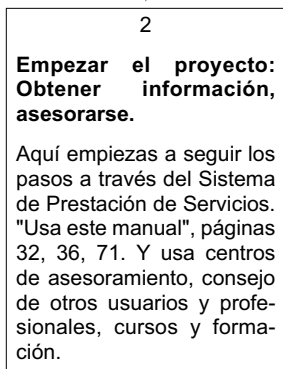 2
Empezar el proyecto:
Obtener información,
asesorarse.
Aquí empiezas a seguir los
pasos a través del Sistema
de Prestación de Servicios.
"Usa este manual", páginas
32, 36, 71. Y usa centros
de asesoramiento, consejo
de otros usuarios y profe-
sionales, cursos y forma-
ción.